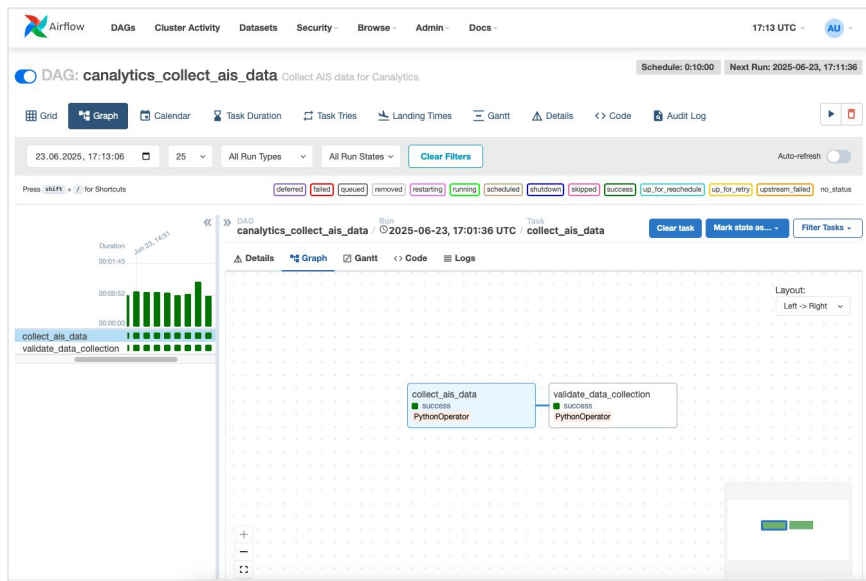 Airflow DAGs Cluster Activity Datasets Security Browse Admin Docs 17:13 UTC AU
DAG: canalytics_collect_ais_data Collect AIS data for Canalytics Schedule: 0:10:00 Next Run: 2025-06-23, 17:11:36
Grid Graph Calendar Task Duration Task Tries Landing Times Gantt Details <> Code Audit Log
23.06.2025, 17:13:06 25 All Run Types All Run States Clear Filters Auto-refresh
Press shift + / for Shortcuts deferred failed queued removed restarting running scheduled shutdown skipped success up_for_reschedule up_for_retry upstream_failed no_status
DAG Run Task
canalytics_collect_ais_data / 2025-06-23, 17:01:36 UTC / collect_ais_data Clear task Mark state as... Filter Tasks
Duration Jun 23, 14:51
00:01:45
00:00:52
00:00:00
collect_ais_data
validate_data_collection
Details Graph Gantt <> Code Logs
Layout:
Left -> Right
collect_ais_data
success
PythonOperator
validate_data_collection
success
PythonOperator